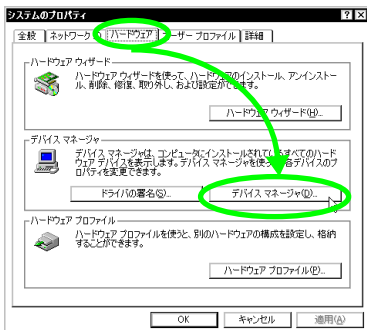 システムのプロパティ
全般 ネットワーク ID ハードウェア ユーザー プロファイル 詳細
ハードウェア ウィザード
ハードウェア ウィザードを使って、ハードウェアのインストール、アンインストー
ル、削除、修復、取り外し、および設定ができます。
ハードウェア ウィザード(H)...
デバイス マネージャ
デバイス マネージャは、コンピュータにインストールされているすべてのハード
ウェア デバイスを表示します。デバイス マネージャを使って、各デバイスのプ
ロパティを変更できます。
ドライバの署名(S)... デバイス マネージャ(D)...
ハードウェア プロファイル
ハードウェア プロファイルを使うと、別のハードウェアの構成を設定し、格納
することができます。
ハードウェア プロファイル(P)...
OK キャンセル 適用(A)